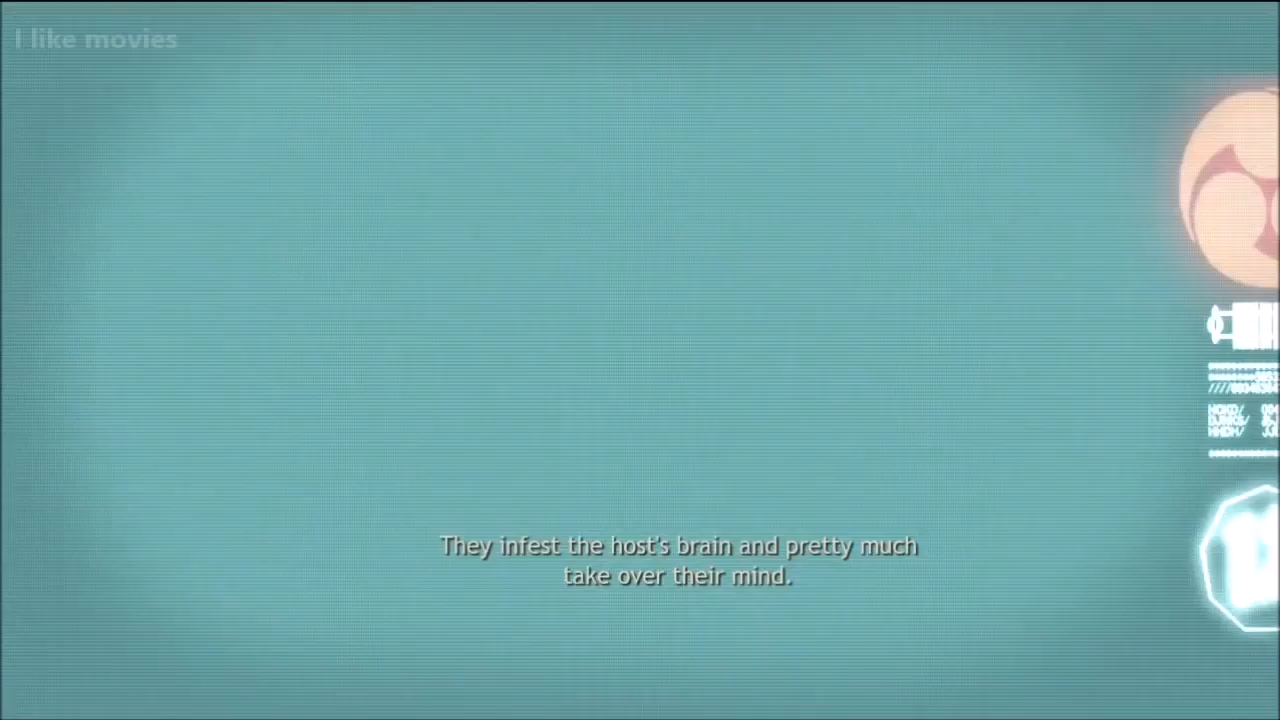 I like movies
They infest the host's brain and pretty much
take over their mind.